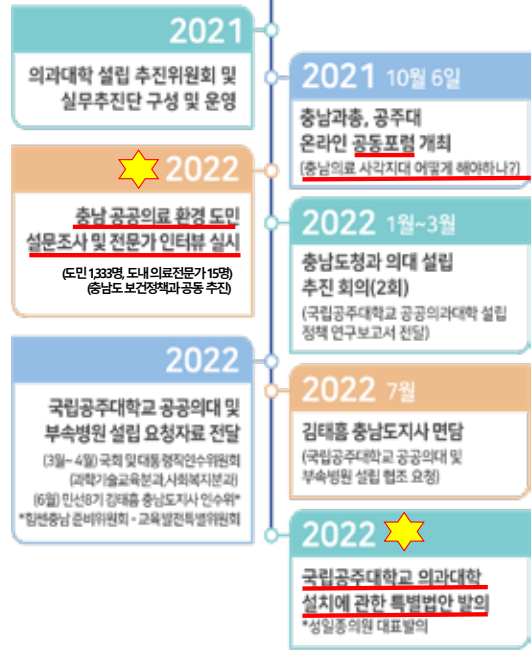 2021
의과대학 설립 추진위원회 및
실무추진단 구성 및 운영
2021 10월 6일
충남과총, 공주대
온라인 공동포럼 개최
(충남의료 사각지대 어떻게 해야하나?)
2022
충남 공공의료 환경 도민
설문조사 및 전문가 인터뷰 실시
(도민 1,333명, 도내 의료전문가 15명)
(충남도 보건정책과 공동 추진)
2022 1월~3월
충남도청과 의대 설립
추진 회의(2회)
(국립공주대학교 공공의과대학 설립
정책 연구보고서 전달)
2022
국립공주대학교 공공의대 및
부속병원 설립 요청자료 전달
(3월~4월) 국회 및 대통령직인수위원회
(과학기술교육분과,사회복지분과)
(6월) 민선8기 김태흠 충남도지사 인수위*
*힘쎈충남 준비위원회 - 교육발전특별위원회
2022 7월
김태흠 충남도지사 면담
(국립공주대학교 공공의대 및
부속병원 설립 협조 요청)
2022
국립공주대학교 의과대학
설치에 관한 특별법안 발의
*성일종의원 대표발의